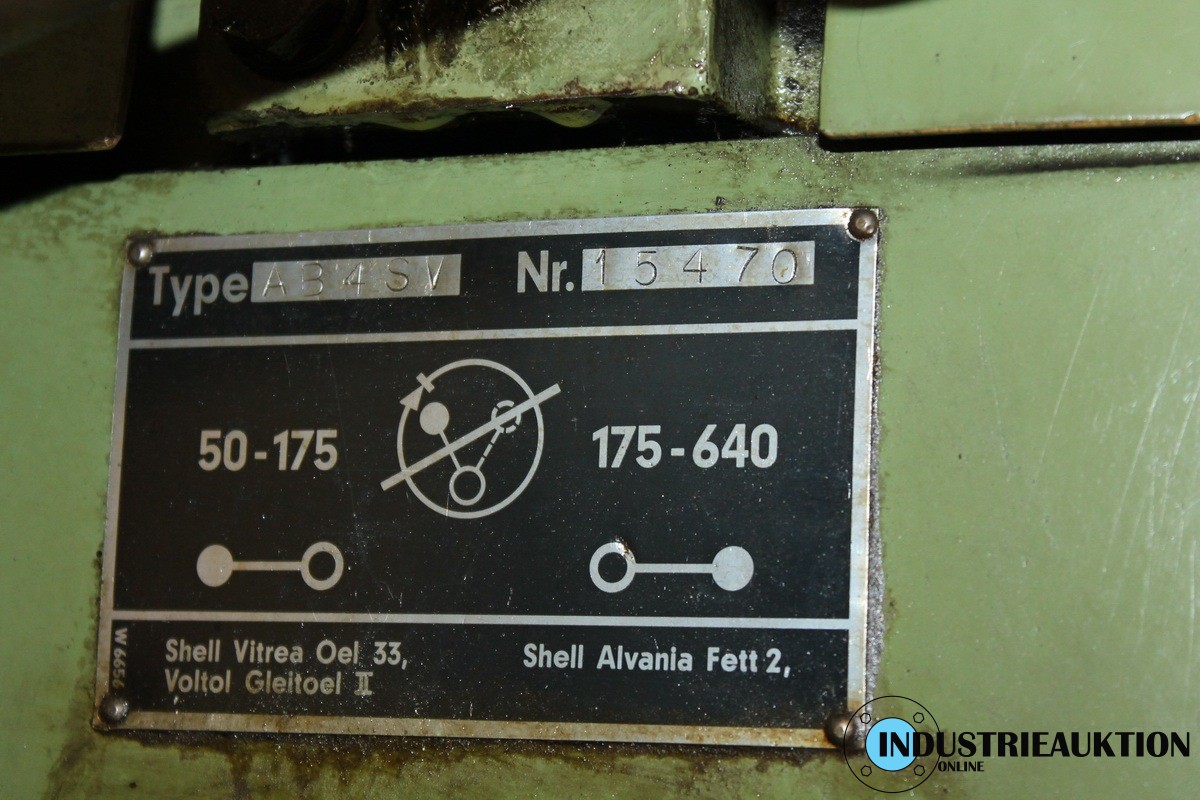 Type AB4SV Nr. 15470
50-175 175-640
Shell Vitrea Oel 33,
Voltol Gleitoel II
Shell Alvania Fett 2,
W 6656
INDUSTRIEAUKTION
ONLINE